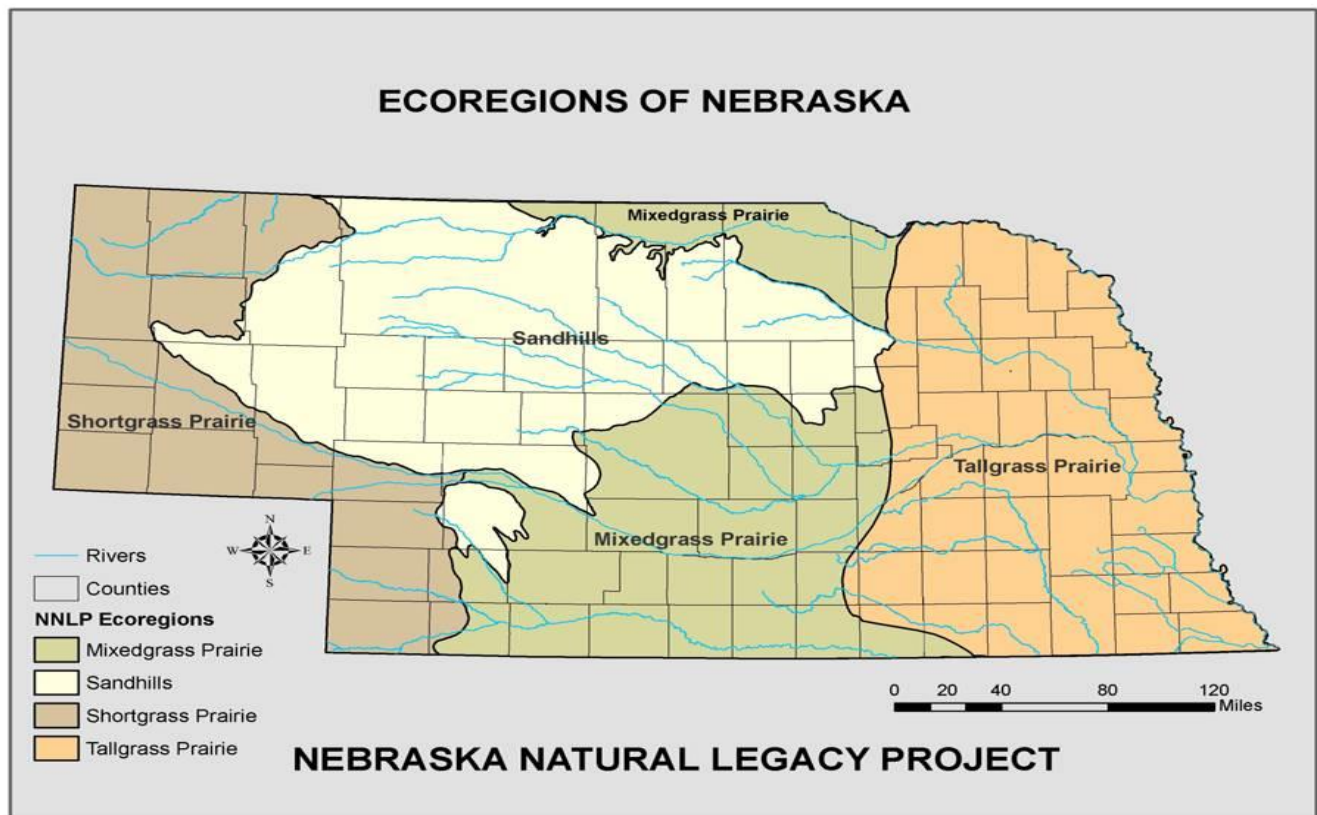 ECOREGIONS OF NEBRASKA
Mixedgrass Prairie
Sandhills
Shortgrass Prairie
Tallgrass Prairie
Mixedgrass Prairie
N
W E
S
Rivers
Counties
NNLP Ecoregions
Mixedgrass Prairie
Sandhills
Shortgrass Prairie
Tallgrass Prairie
0 20 40 80 120
Miles
NEBRASKA NATURAL LEGACY PROJECT